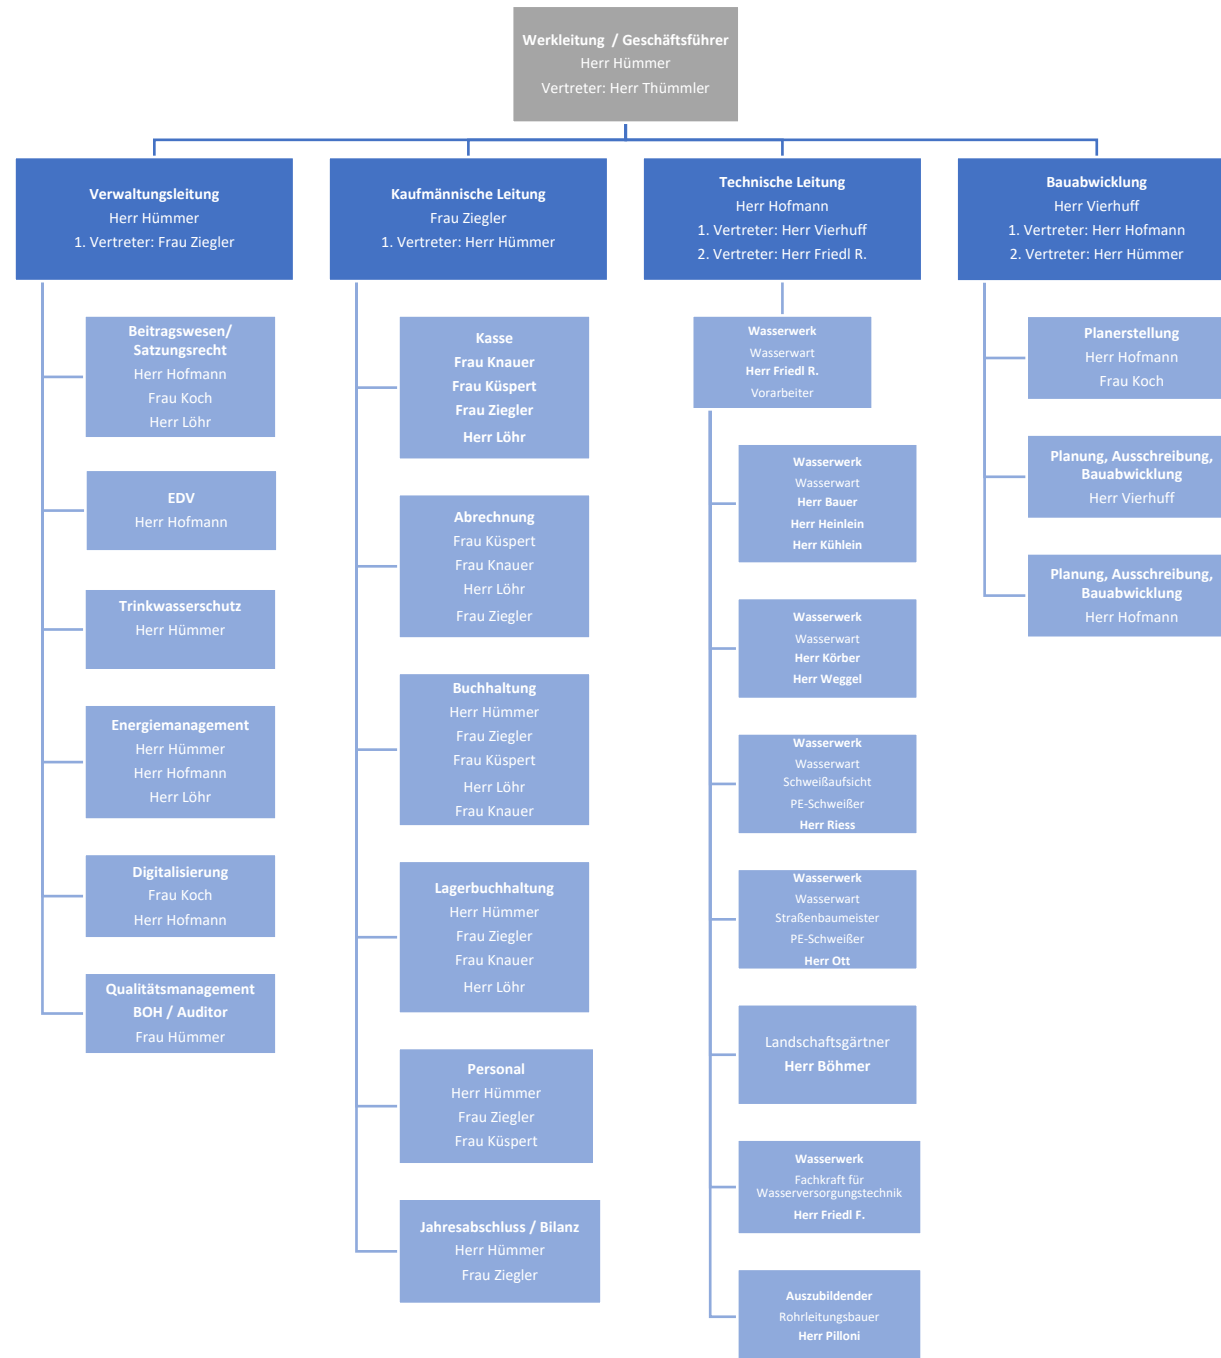 Werkleitung / Geschäftsführer
Herr Hümmer
Vertreter: Herr Thümmler
Verwaltungsleitung
Herr Hümmer
1. Vertreter: Frau Ziegler
Beitragswesen/
Satzungsrecht
Herr Hofmann
Frau Koch
Herr Löhr
EDV
Herr Hofmann
Trinkwasserschutz
Herr Hümmer
Energiemanagement
Herr Hümmer
Herr Hofmann
Herr Löhr
Digitalisierung
Frau Koch
Herr Hofmann
Qualitätsmanagement
BOH / Auditor
Frau Hümmer
Kaufmännische Leitung
Frau Ziegler
1. Vertreter: Herr Hümmer
Kasse
Frau Knauer
Frau Küspert
Frau Ziegler
Herr Löhr
Abrechnung
Frau Küspert
Frau Knauer
Herr Löhr
Frau Ziegler
Buchhaltung
Herr Hümmer
Frau Ziegler
Frau Küspert
Herr Löhr
Frau Knauer
Lagerbuchhaltung
Herr Hümmer
Frau Ziegler
Frau Knauer
Herr Löhr
Personal
Herr Hümmer
Frau Ziegler
Frau Küspert
Jahresabschluss / Bilanz
Herr Hümmer
Frau Ziegler
Technische Leitung
Herr Hofmann
1. Vertreter: Herr Vierhuff
2. Vertreter: Herr Friedl R.
Wasserwerk
Wasserwart
Herr Friedl R.
Vorarbeiter
Wasserwerk
Wasserwart
Herr Bauer
Herr Heinlein
Herr Kühlein
Wasserwerk
Wasserwart
Herr Körber
Herr Weggel
Wasserwerk
Wasserwart
Schweißaufsicht
PE-Schweißer
Herr Riess
Wasserwerk
Wasserwart
Straßenbaumeister
PE-Schweißer
Herr Ott
Landschaftsgärtner
Herr Böhmer
Wasserwerk
Fachkraft für
Wasserversorgungstechnik
Herr Friedl F.
Auszubildender
Rohrleitungsbauer
Herr Pilloni
Bauabwicklung
Herr Vierhuff
1. Vertreter: Herr Hofmann
2. Vertreter: Herr Hümmer
Planerstellung
Herr Hofmann
Frau Koch
Planung, Ausschreibung,
Bauabwicklung
Herr Vierhuff
Planung, Ausschreibung,
Bauabwicklung
Herr Hofmann